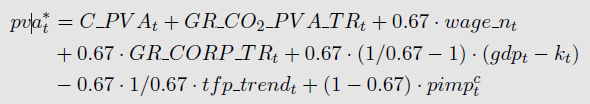 pva*_t = C_PVA_t + GR_CO_2_PVA_TR_t + 0.67 · wage_n_t
+ 0.67 · GR_CORP_TR_t + 0.67 · (1/0.67 − 1) · (gdp_t − k_t)
− 0.67 · 1/0.67 · tfp_trend_t + (1 − 0.67) · pimp^c_t